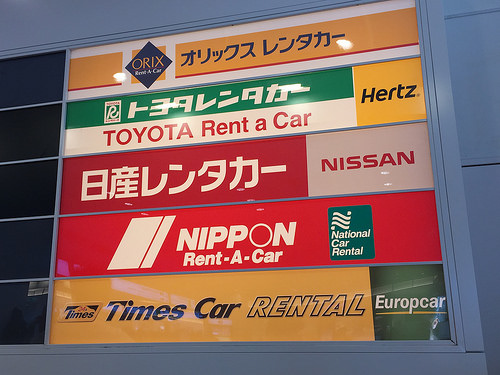 ORIX
Rent-A-Car
オリックス レンタカー
R
トヨタレンタカー
TOYOTA Rent a Car
Hertz
日産レンタカー
NISSAN
NIPPON
Rent-A-Car
National
Car
Rental
Times
Times Car RENTAL
Europcar